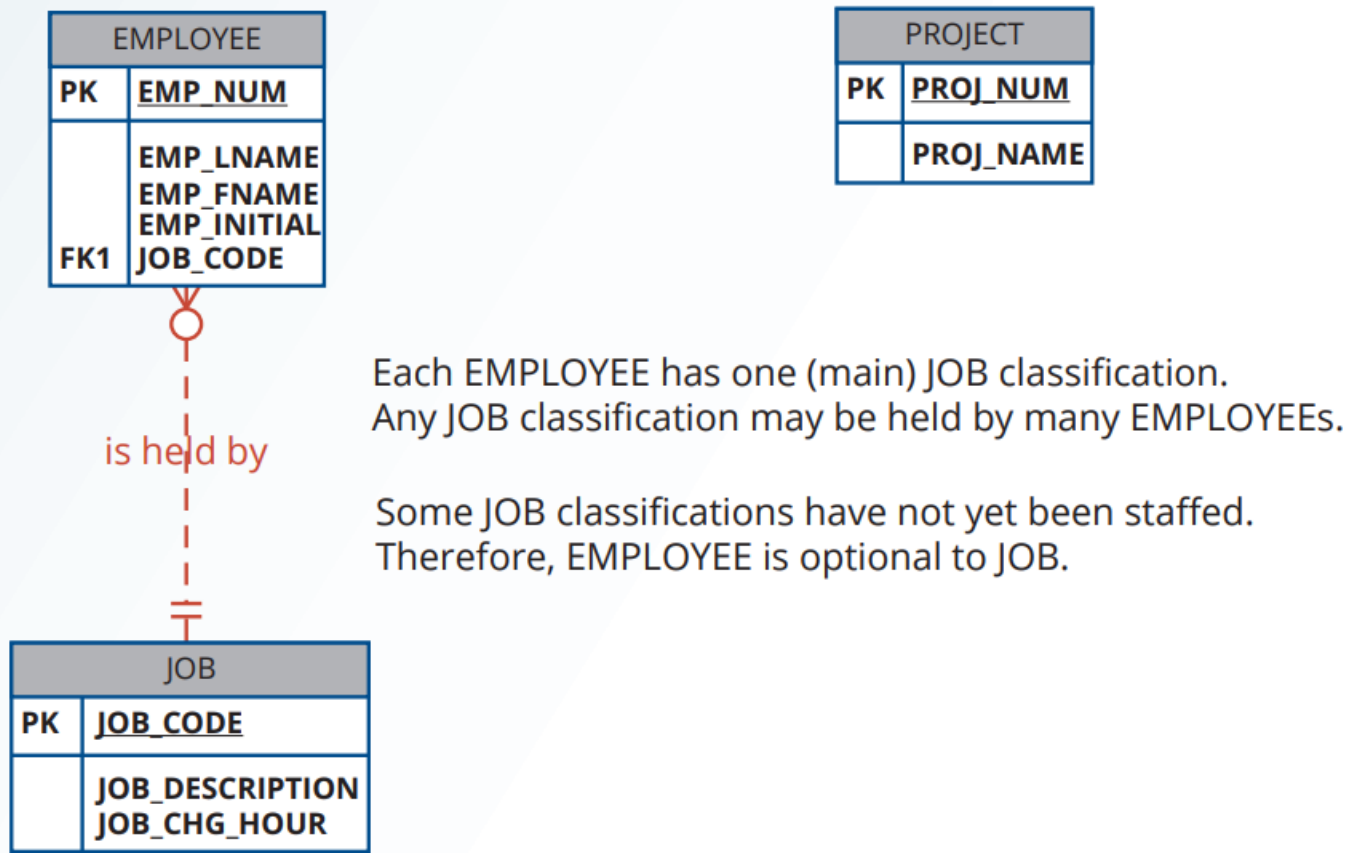 EMPLOYEE
PK EMP_NUM
EMP_LNAME
EMP_FNAME
EMP_INITIAL
FK1 JOB_CODE
PROJECT
PK PROJ_NUM
PROJ_NAME
is held by
Each EMPLOYEE has one (main) JOB classification.
Any JOB classification may be held by many EMPLOYEEs.
Some JOB classifications have not yet been staffed.
Therefore, EMPLOYEE is optional to JOB.
JOB
PK JOB_CODE
JOB_DESCRIPTION
JOB_CHG_HOUR